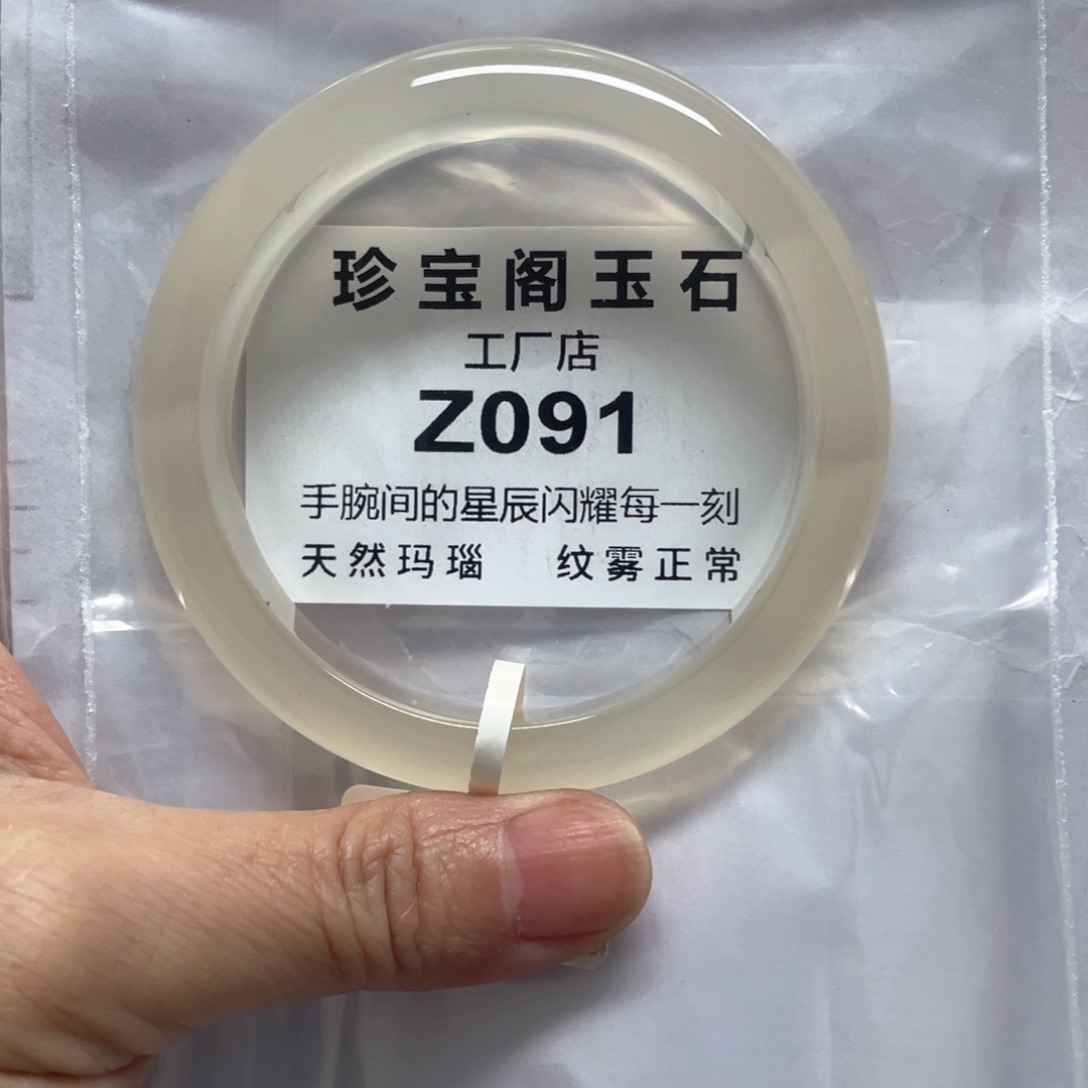 珍宝阁玉石
工厂店
Z091
手腕间的星辰闪耀每一刻
天然玛瑙 纹雾正常